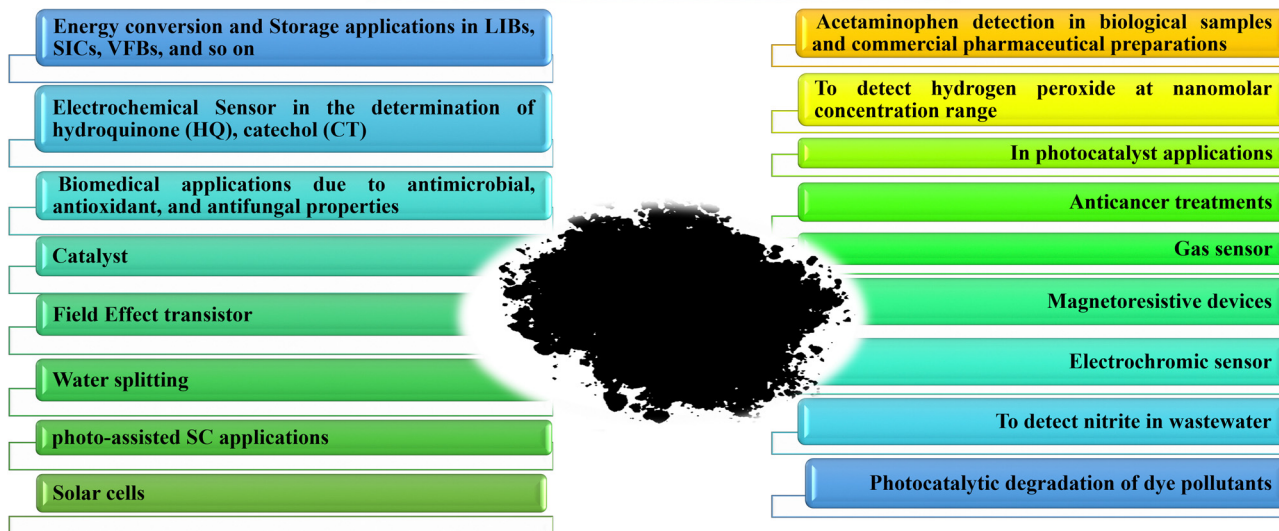 Energy conversion and Storage applications in LIBs,
SICs, VFBs, and so on
Electrochemical Sensor in the determination of
hydroquinone (HQ), catechol (CT)
Biomedical applications due to antimicrobial,
antioxidant, and antifungal properties
Catalyst
Field Effect transistor
Water splitting
photo-assisted SC applications
Solar cells
Acetaminophen detection in biological samples
and commercial pharmaceutical preparations
To detect hydrogen peroxide at nanomolar
concentration range
In photocatalyst applications
Anticancer treatments
Gas sensor
Magnetoresistive devices
Electrochromic sensor
To detect nitrite in wastewater
Photocatalytic degradation of dye pollutants